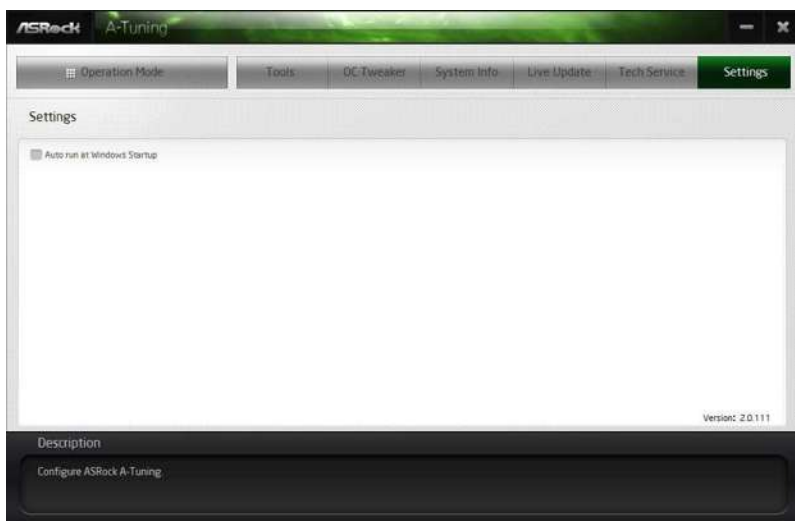 ASRock A-Tuning
Operation Mode Tools OC Tweaker System Info Live Update Tech Service Settings
Settings
Auto run at Windows Startup
Version: 2.0.111
Description
Configure ASRock A-Tuning